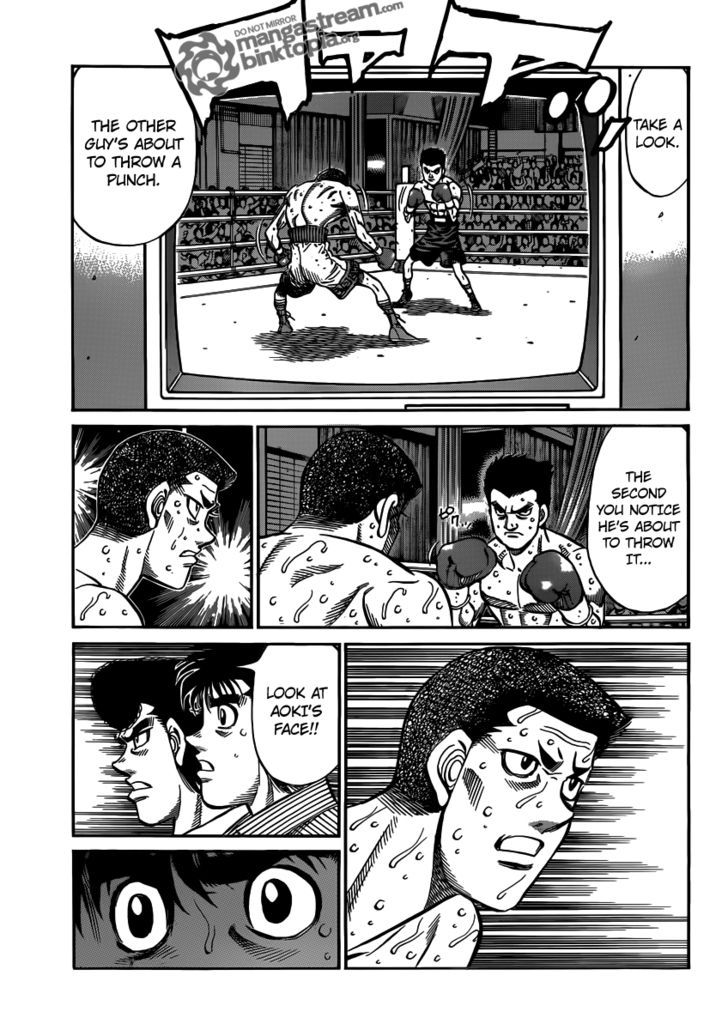 DO NOT MIRROR
mangastream.com
binktopia.org
TAKE A
LOOK.
THE OTHER
GUY'S ABOUT
TO THROW A
PUNCH.
THE
SECOND
YOU NOTICE
HE'S ABOUT
TO THROW
IT...
LOOK AT
AOKI'S
FACE!!